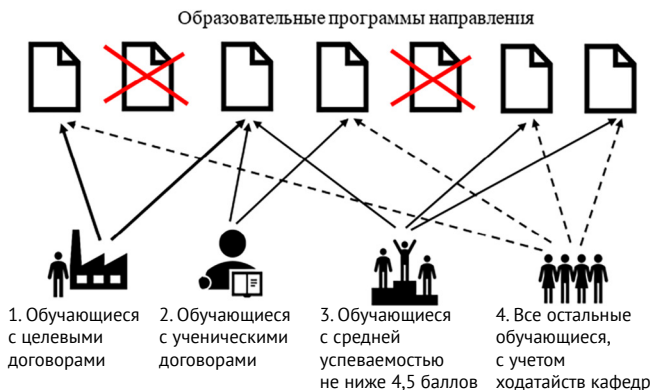 Образовательные программы направления
1. Обучающиеся
с целевыми
договорами
2. Обучающиеся
с ученическими
договорами
3. Обучающиеся
с средней
успеваемостью
не ниже 4,5 баллов
4. Все остальные
обучающиеся,
с учетом
ходатайств кафедр